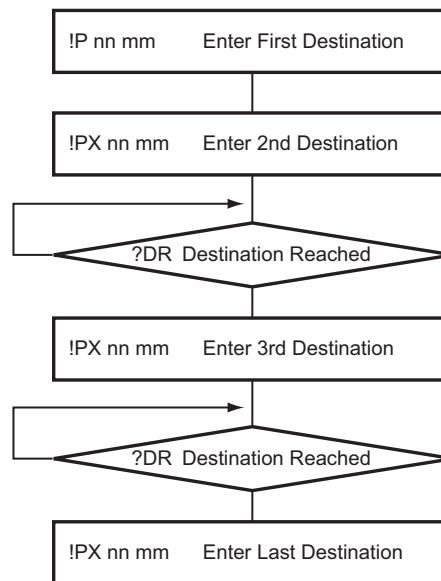 !P nn mm Enter First Destination
!PX nn mm Enter 2nd Destination
?DR Destination Reached
!PX nn mm Enter 3rd Destination
?DR Destination Reached
!PX nn mm Enter Last Destination